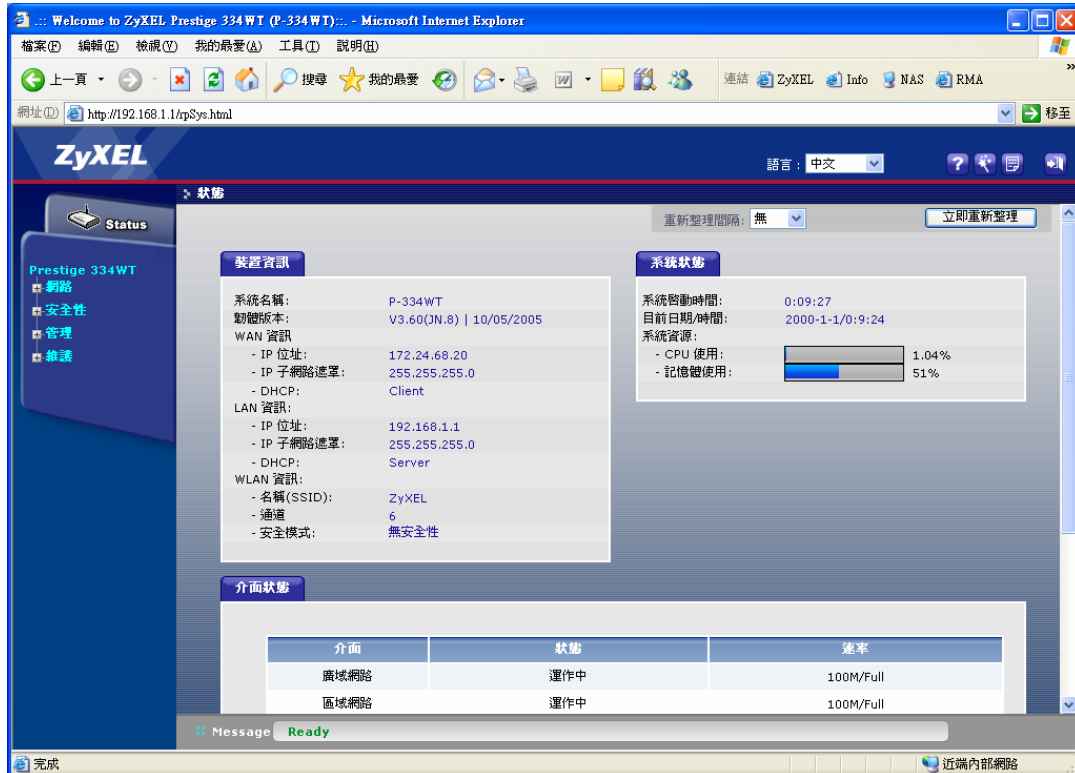 .:: Welcome to ZyXEL Prestige 334WT (P-334WT)::. - Microsoft Internet Explorer
檔案(F) 編輯(E) 檢視(V) 我的最愛(A) 工具(T) 說明(H)
上一頁 搜尋 我的最愛 連結 ZyXEL Info NAS RMA
網址(D) http://192.168.1.1/rpSys.html 移至
ZyXEL
語言 : 中文
狀態
Status
重新整理間隔: 無 立即重新整理
Prestige 334WT
網路
安全性
管理
維護
裝置資訊
系統名稱: P-334WT
韌體版本: V3.60(JN.8) | 10/05/2005
WAN 資訊
- IP 位址: 172.24.68.20
- IP 子網路遮罩: 255.255.255.0
- DHCP: Client
LAN 資訊:
- IP 位址: 192.168.1.1
- IP 子網路遮罩: 255.255.255.0
- DHCP: Server
WLAN 資訊:
- 名稱(SSID): ZyXEL
- 通道 6
- 安全模式: 無安全性
系統狀態
系統啓動時間: 0:09:27
目前日期/時間: 2000-1-1/0:9:24
系統資源:
- CPU 使用: 1.04%
- 記憶體使用: 51%
介面狀態
介面 狀態 速率
廣域網路 運作中 100M/Full
區域網路 運作中 100M/Full
Message Ready
完成 近端內部網路